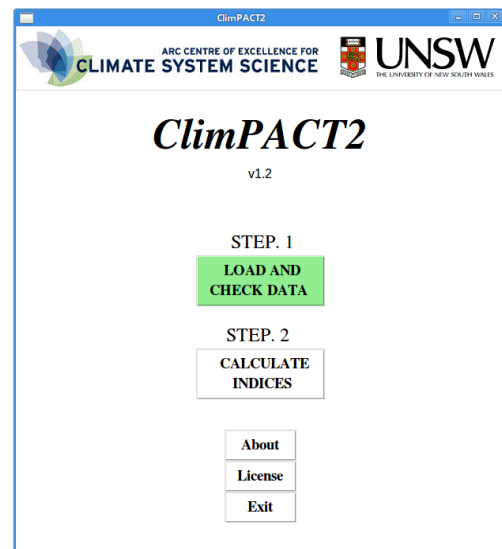 ClimPACT2
ARC CENTRE OF EXCELLENCE FOR
CLIMATE SYSTEM SCIENCE
UNSW
THE UNIVERSITY OF NEW SOUTH WALES
ClimPACT2
v1.2
STEP. 1
LOAD AND
CHECK DATA
STEP. 2
CALCULATE
INDICES
About
License
Exit